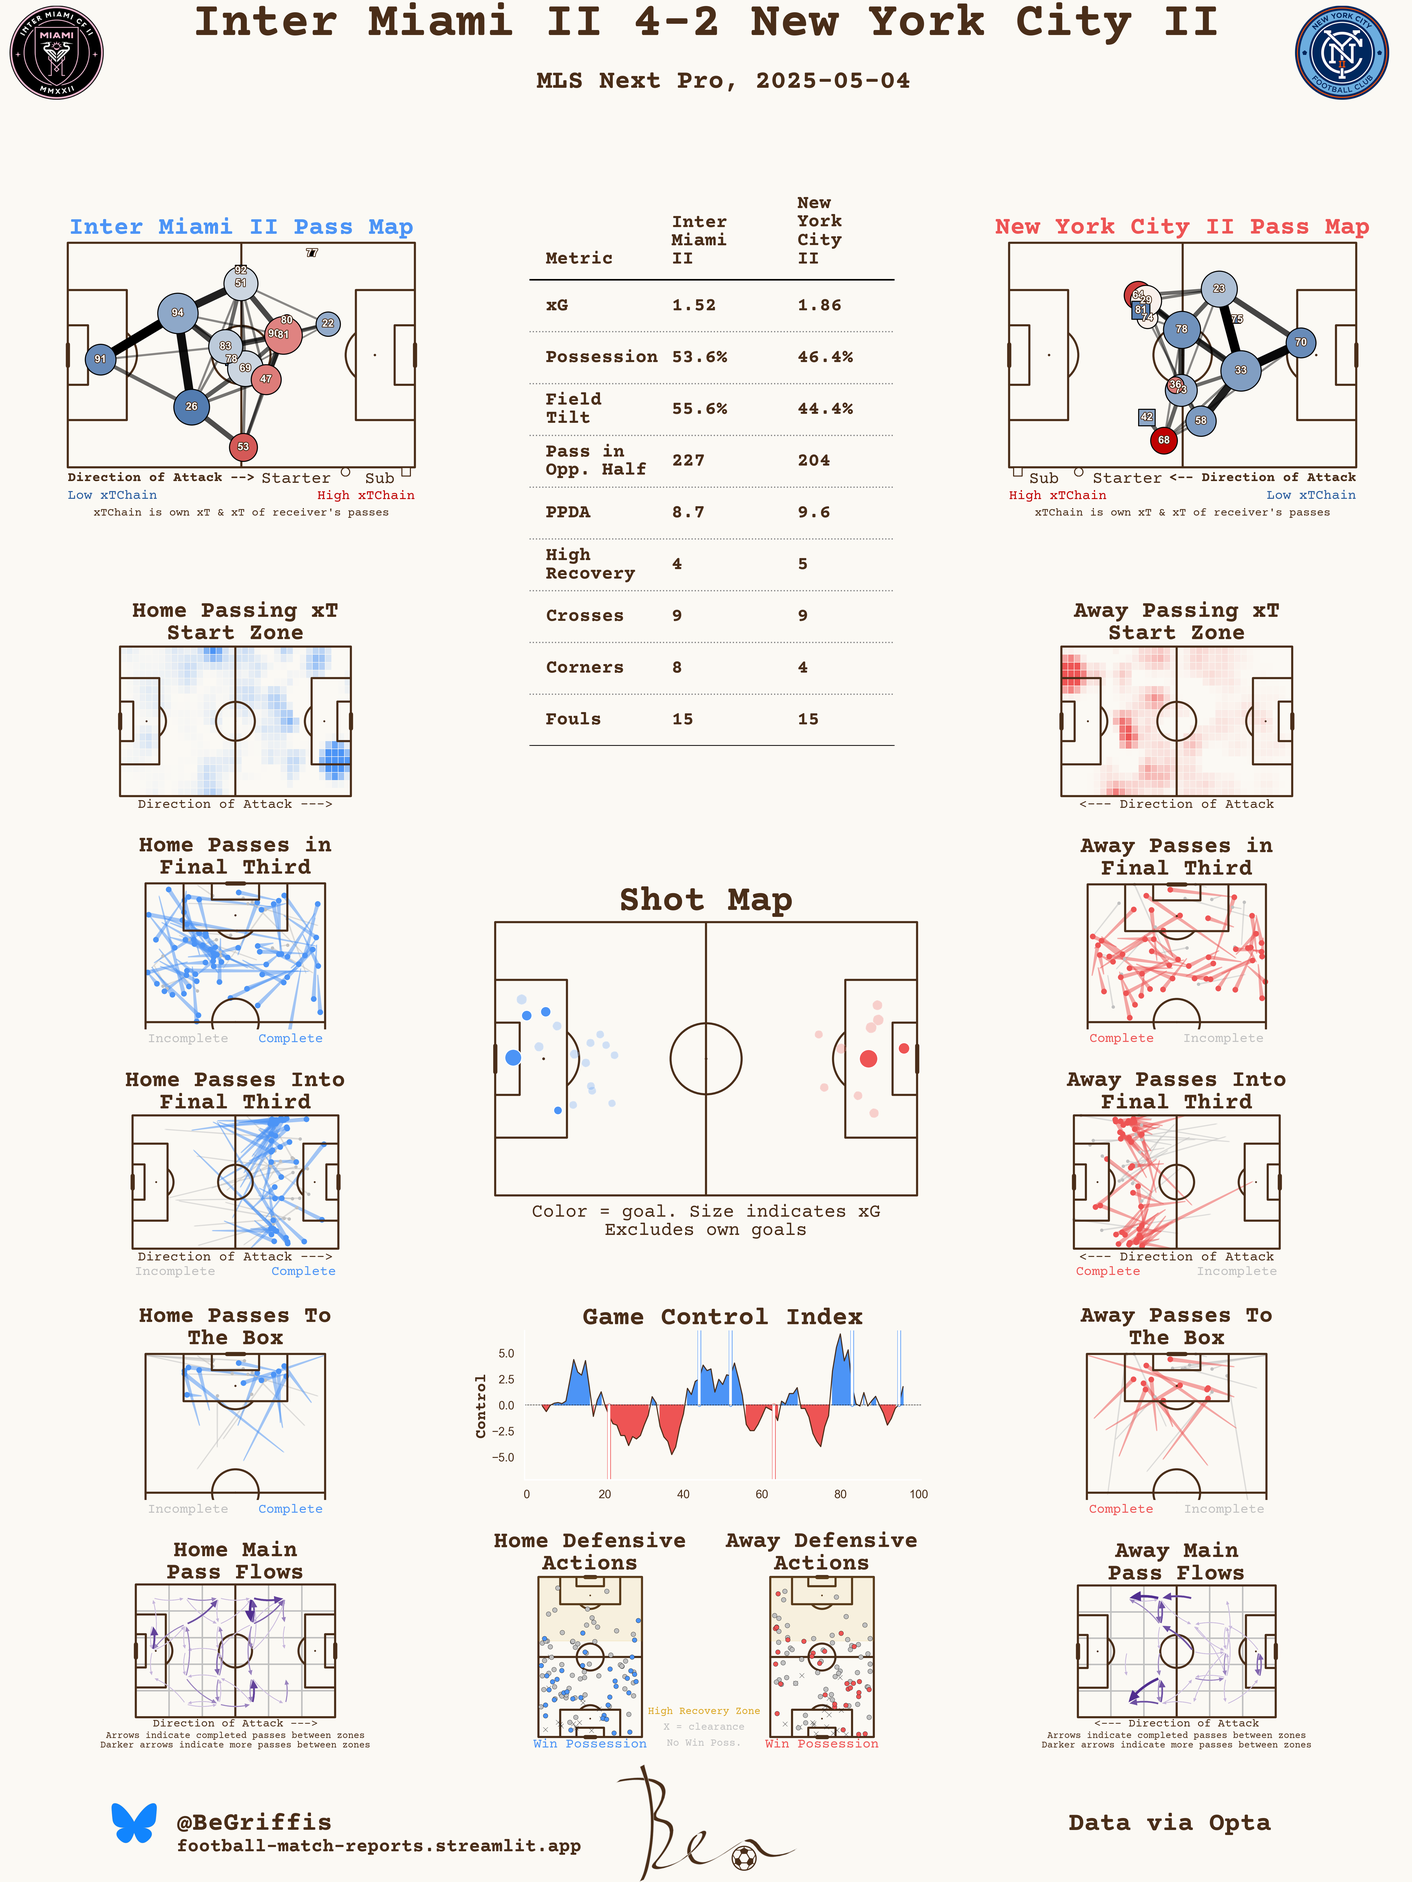 Inter Miami II 4-2 New York City II
MLS Next Pro, 2025-05-04
INTER MIAMI CF II
MIAMI
MMXXII
NEW YORK CITY
NYC
II
FOOTBALL CLUB
Inter Miami II Pass Map
77
92
51
94
22
80
90
81
83
78
69
91
47
26
53
Direction of Attack --> Starter Sub
Low xTChain High xTChain
xTChain is own xT & xT of receiver's passes
Metric Inter Miami II New York City II
xG 1.52 1.86
Possession 53.6% 46.4%
Field Tilt 55.6% 44.4%
Pass in Opp. Half 227 204
PPDA 8.7 9.6
High Recovery 4 5
Crosses 9 9
Corners 8 4
Fouls 15 15
New York City II Pass Map
64
29
81
74
23
75
78
70
33
36
73
42
58
68
Sub Starter <-- Direction of Attack
High xTChain Low xTChain
xTChain is own xT & xT of receiver's passes
Home Passing xT
Start Zone
Direction of Attack --->
Away Passing xT
Start Zone
<--- Direction of Attack
Home Passes in
Final Third
Incomplete Complete
Away Passes in
Final Third
Complete Incomplete
Shot Map
Color = goal. Size indicates xG
Excludes own goals
Home Passes Into
Final Third
Direction of Attack --->
Incomplete Complete
Away Passes Into
Final Third
<--- Direction of Attack
Complete Incomplete
Home Passes To
The Box
Incomplete Complete
Game Control Index
Control
5.0
2.5
0.0
−2.5
−5.0
0 20 40 60 80 100
Away Passes To
The Box
Complete Incomplete
Home Main
Pass Flows
Direction of Attack --->
Arrows indicate completed passes between zones
Darker arrows indicate more passes between zones
Home Defensive
Actions
Win Possession
High Recovery Zone
X = clearance
No Win Poss.
Away Defensive
Actions
Win Possession
Away Main
Pass Flows
<--- Direction of Attack
Arrows indicate completed passes between zones
Darker arrows indicate more passes between zones
@BeGriffis
football-match-reports.streamlit.app
Ben
Data via Opta